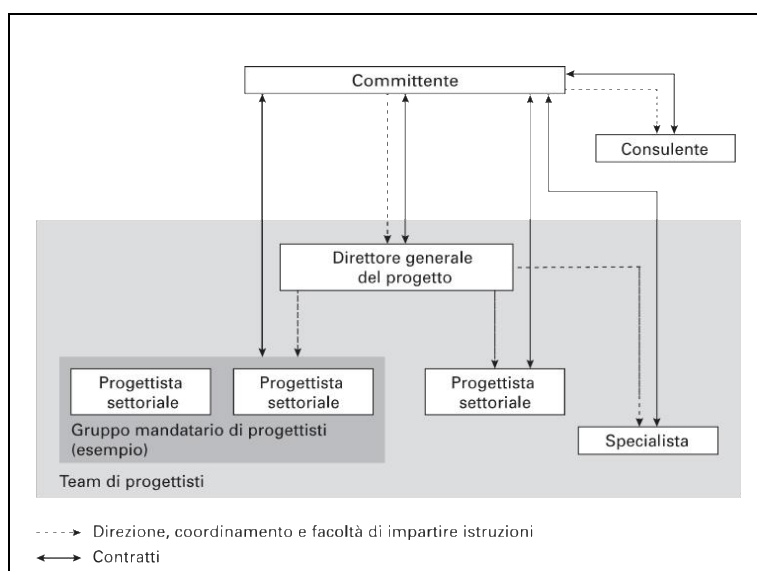 Committente
Consulente
Direttore generale
del progetto
Progettista
settoriale
Progettista
settoriale
Progettista
settoriale
Gruppo mandatario di progettisti
(esempio)
Specialista
Team di progettisti
Direzione, coordinamento e facoltà di impartire istruzioni
Contratti